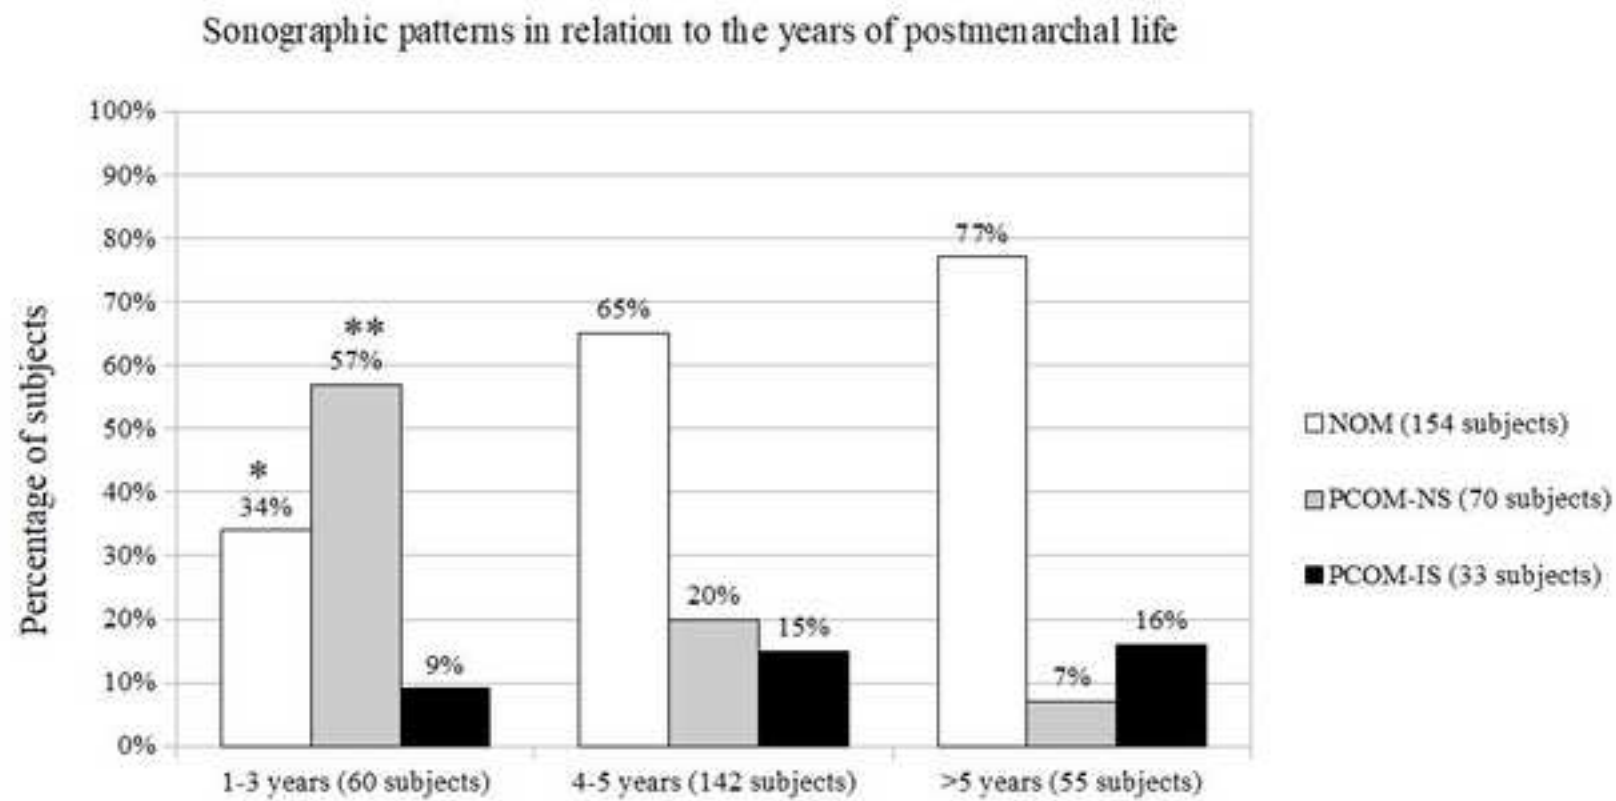 Sonographic patterns in relation to the years of postmenarchal life
Percentage of subjects
100%
90%
80%
70%
60%
50%
40%
30%
20%
10%
0%
*
34%
**
57%
9%
65%
20%
15%
77%
7%
16%
1-3 years (60 subjects)
4-5 years (142 subjects)
>5 years (55 subjects)
NOM (154 subjects)
PCOM-NS (70 subjects)
PCOM-IS (33 subjects)